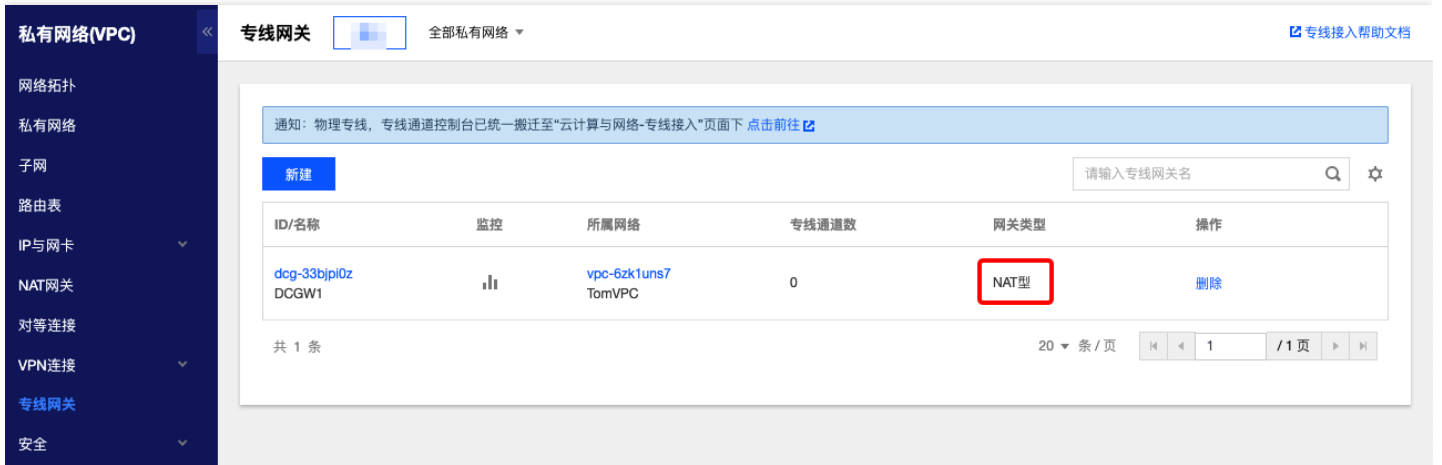 私有网络(VPC)
«
专线网关
全部私有网络
专线接入帮助文档
网络拓扑
私有网络
子网
路由表
IP与网卡
NAT网关
对等连接
VPN连接
专线网关
安全
通知：物理专线，专线通道控制台已统一搬迁至“云计算与网络-专线接入”页面下 点击前往
新建
请输入专线网关名
ID/名称 监控 所属网络 专线通道数 网关类型 操作
dcg-33bjpi0z vpc-6zk1uns7 0 NAT型 删除
DCGW1 TomVPC
共 1 条 20 条/页 1 /1页